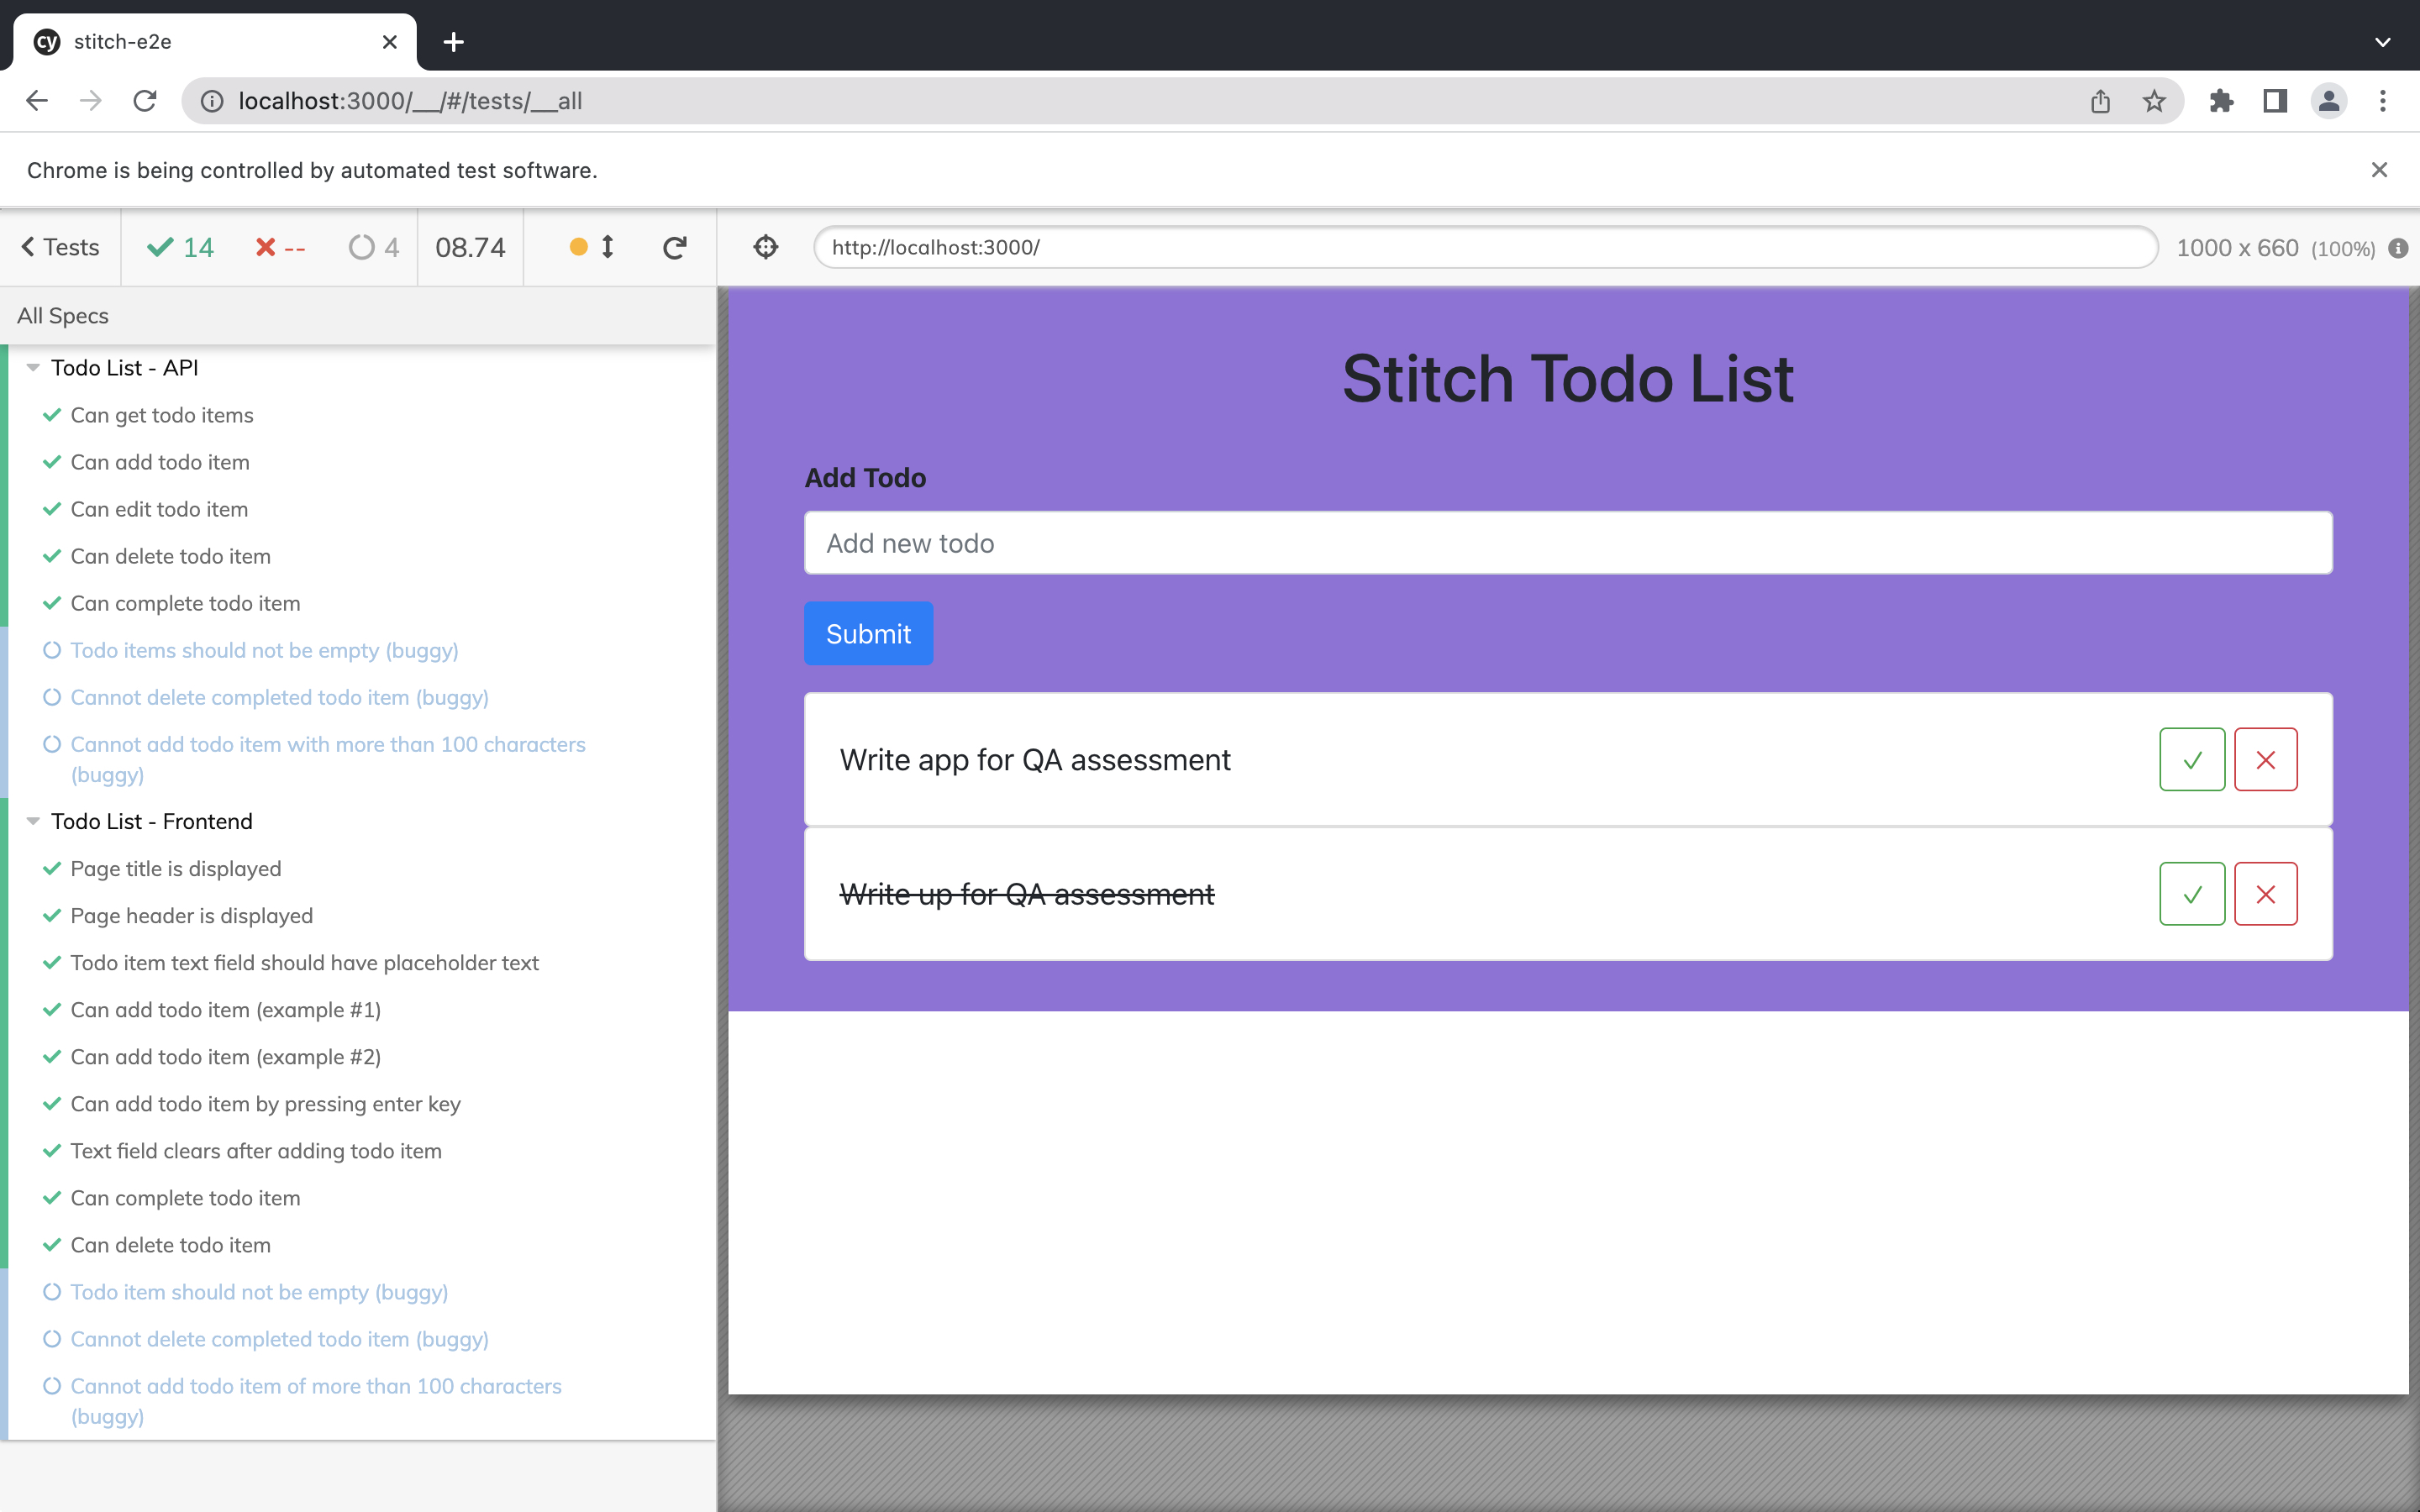 cy stitch-e2e
localhost:3000/__/#/tests/__all
Chrome is being controlled by automated test software.
Tests 14 -- 4 08.74 http://localhost:3000/ 1000 x 660 (100%)
All Specs
Todo List - API
Can get todo items
Can add todo item
Can edit todo item
Can delete todo item
Can complete todo item
Todo items should not be empty (buggy)
Cannot delete completed todo item (buggy)
Cannot add todo item with more than 100 characters
(buggy)
Todo List - Frontend
Page title is displayed
Page header is displayed
Todo item text field should have placeholder text
Can add todo item (example #1)
Can add todo item (example #2)
Can add todo item by pressing enter key
Text field clears after adding todo item
Can complete todo item
Can delete todo item
Todo item should not be empty (buggy)
Cannot delete completed todo item (buggy)
Cannot add todo item of more than 100 characters
(buggy)
Stitch Todo List
Add Todo
Add new todo
Submit
Write app for QA assessment
Write up for QA assessment